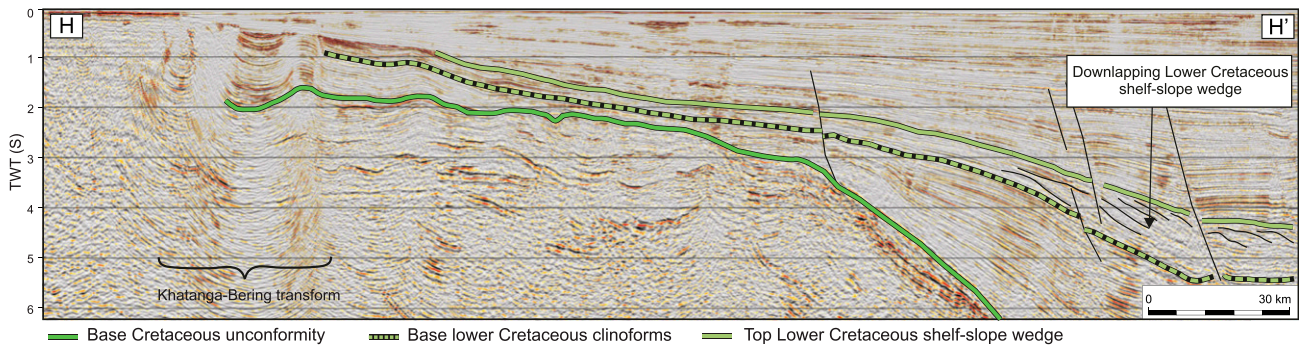 H
H’
0
1
2
3
4
5
6
TWT (S)
Downlapping Lower Cretaceous
shelf-slope wedge
Khatanga-Bering transform
0 30 km
Base Cretaceous unconformity Base lower Cretaceous clinoforms Top Lower Cretaceous shelf-slope wedge